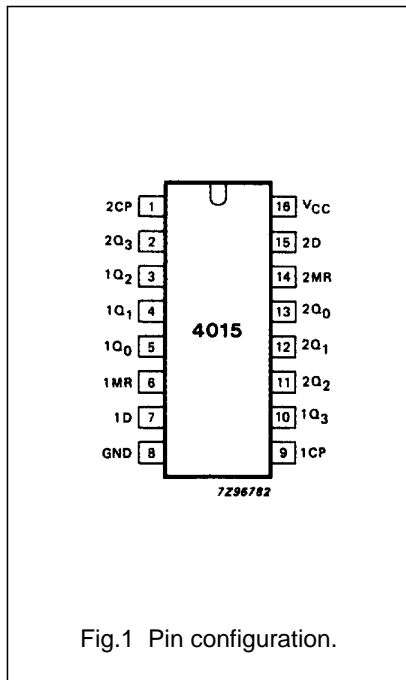 2CP 1 16 VCC
2Q3 2 15 2D
1Q2 3 14 2MR
1Q1 4 13 2Q0
4015
1Q0 5 12 2Q1
1MR 6 11 2Q2
1D 7 10 1Q3
GND 8 9 1CP
7Z96782
Fig.1 Pin configuration.